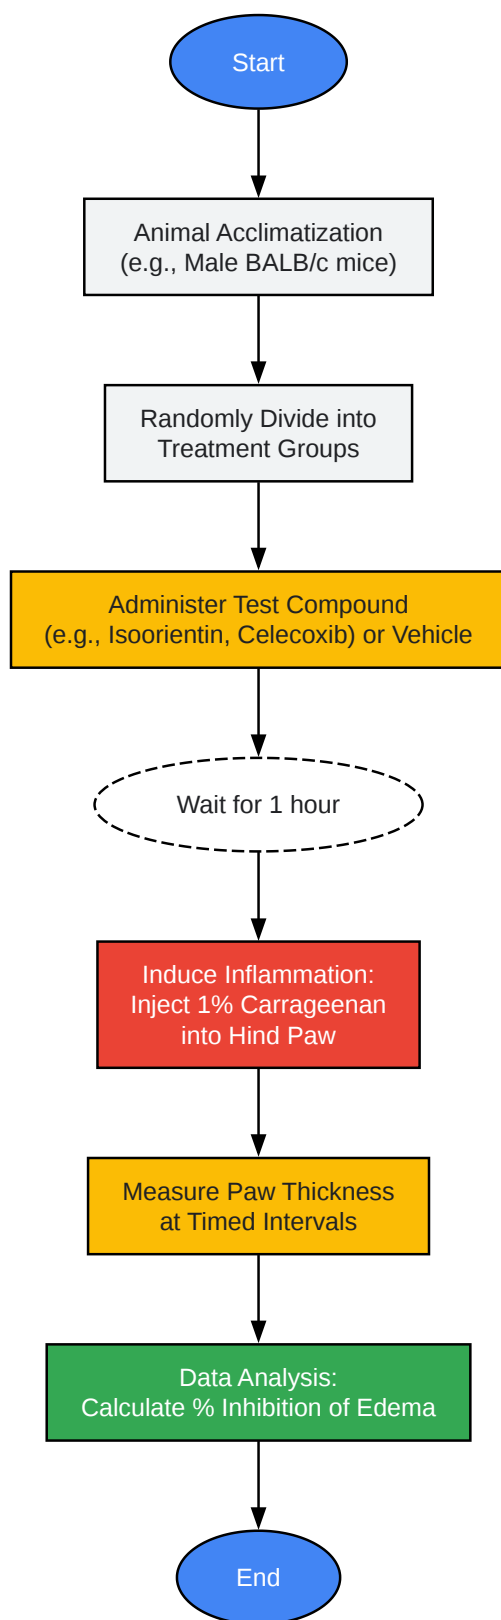 Start
Animal Acclimatization
(e.g., Male BALB/c mice)
Randomly Divide into
Treatment Groups
Administer Test Compound
(e.g., Isoorientin, Celecoxib) or Vehicle
Wait for 1 hour
Induce Inflammation:
Inject 1% Carrageenan
into Hind Paw
Measure Paw Thickness
at Timed Intervals
Data Analysis:
Calculate % Inhibition of Edema
End